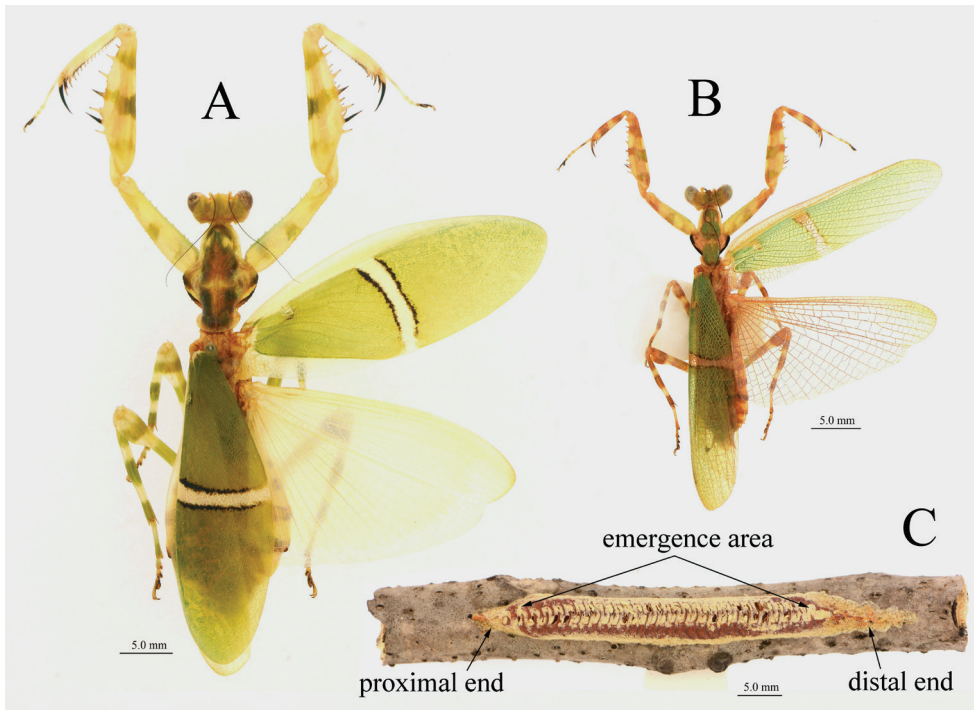 A
B
5.0 mm
C
emergence area
5.0 mm
proximal end
distal end
5.0 mm